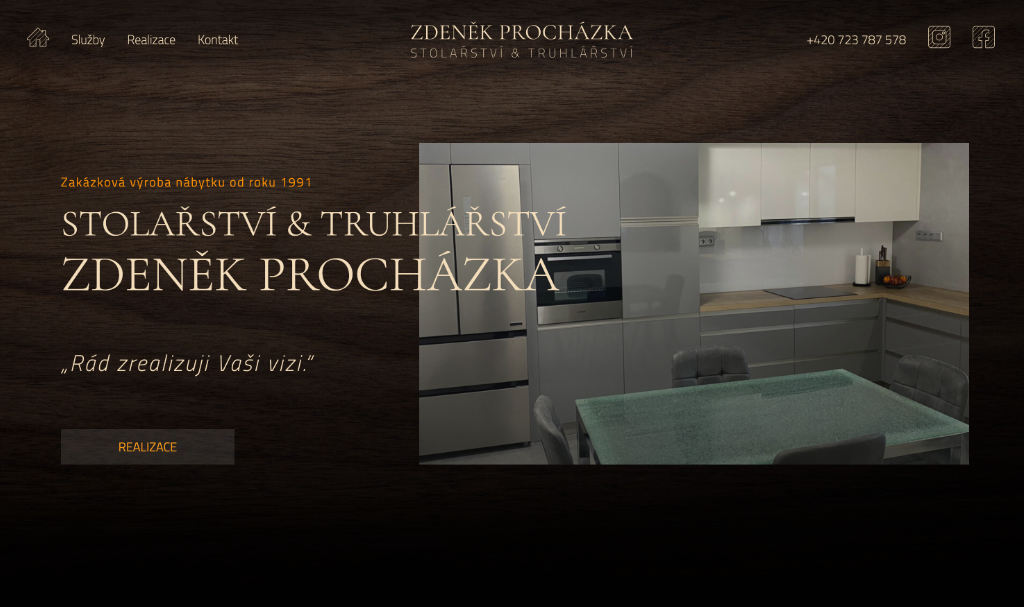 Služby
Realizace
Kontakt
ZDENĚK PROCHÁZKA
STOLAŘSTVÍ & TRUHLÁŘSTVÍ
+420 723 787 578
Zakázková výroba nábytku od roku 1991
STOLAŘSTVÍ & TRUHLÁŘSTVÍ
ZDENĚK PROCHÁZKA
„Rád zrealizuji Vaši vizi.“
REALIZACE